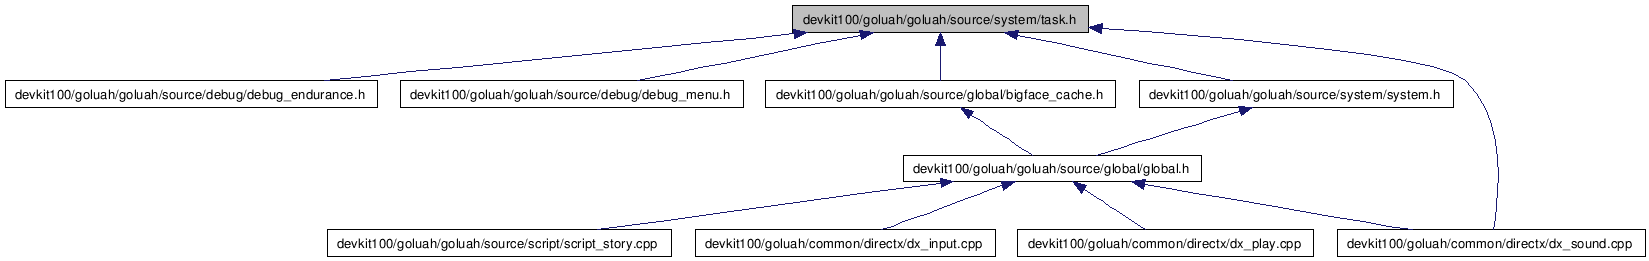 devkit100/goluah/goluah/source/system/task.h
devkit100/goluah/goluah/source/debug/debug_endurance.h
devkit100/goluah/goluah/source/debug/debug_menu.h
devkit100/goluah/goluah/source/global/bigface_cache.h
devkit100/goluah/goluah/source/system/system.h
devkit100/goluah/goluah/source/global/global.h
devkit100/goluah/goluah/source/script/script_story.cpp
devkit100/goluah/common/directx/dx_input.cpp
devkit100/goluah/common/directx/dx_play.cpp
devkit100/goluah/common/directx/dx_sound.cpp